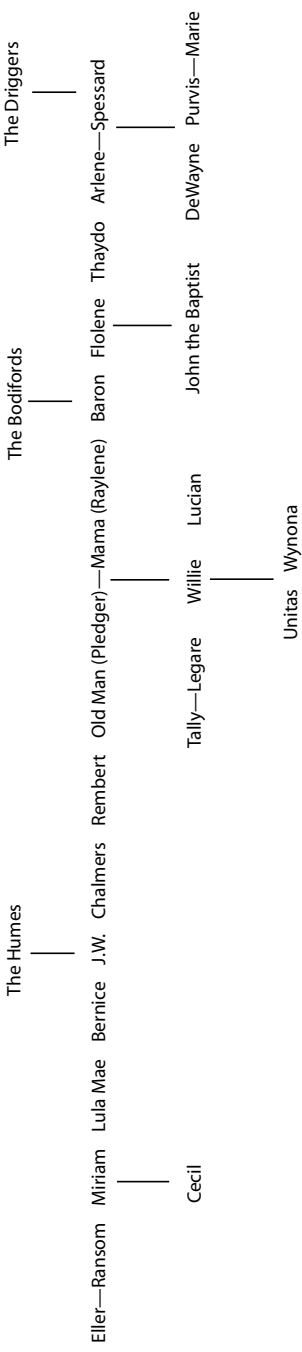 The Humes The Bodifords The Driggers
Eller—Ransom Miriam Lula Mae Bernice J.W. Chalmers Rembert Old Man (Pledger)—Mama (Raylene) Baron Flolene Thaydo Arlene—Spessard
Cecil Tally—Legare Willie Lucian John the Baptist DeWayne Purvis—Marie
Unitas Wynona